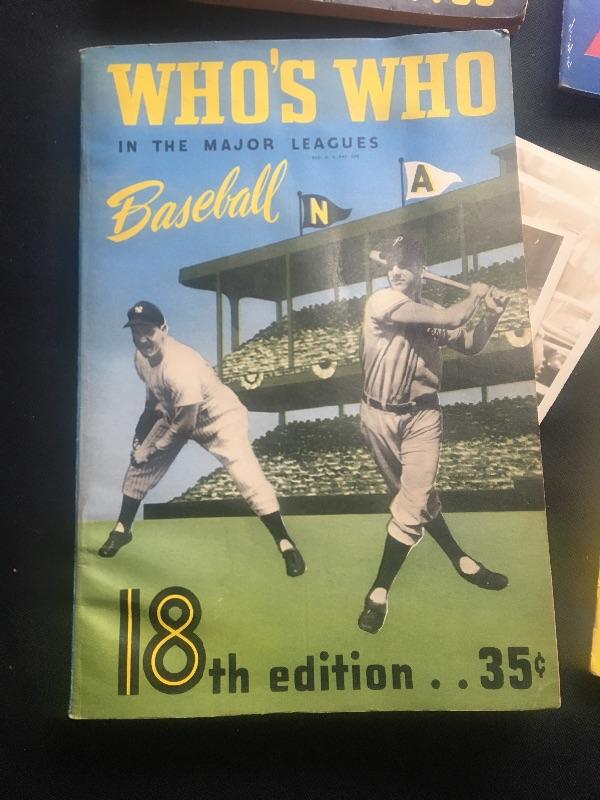 WHO'S WHO
IN THE MAJOR LEAGUES
Baseball
N
A
18th edition . . 35¢